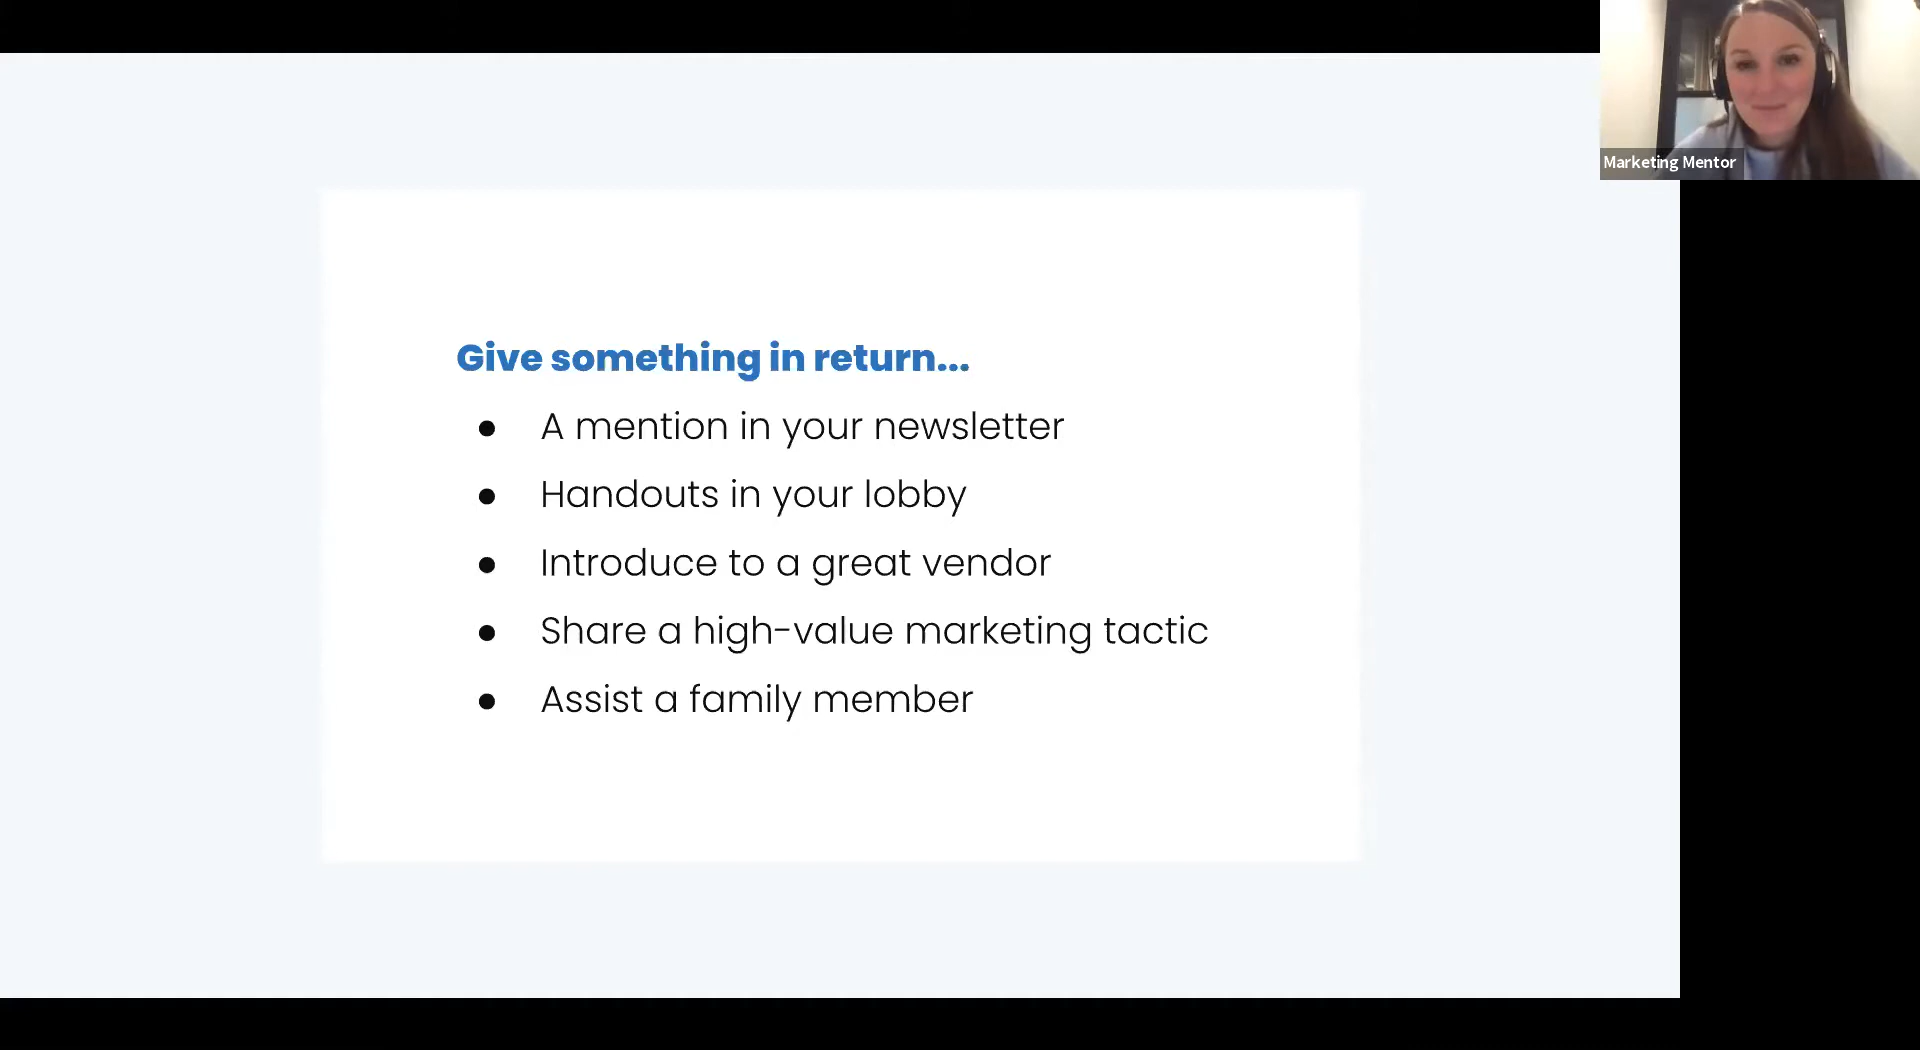 Marketing Mentor
Give something in return...
● A mention in your newsletter
● Handouts in your lobby
● Introduce to a great vendor
● Share a high-value marketing tactic
● Assist a family member